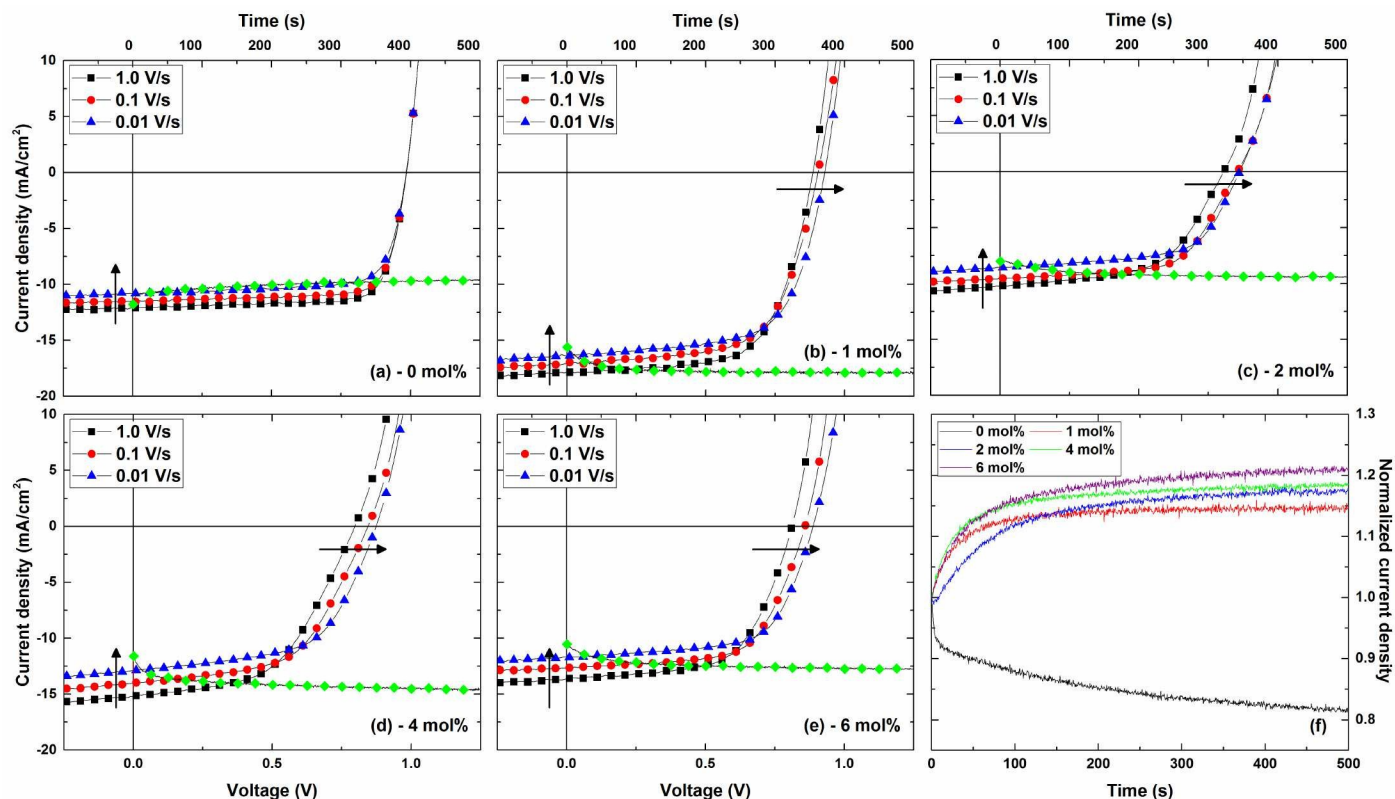 Time (s)
Time (s)
Time (s)
0 100 200 300 400 500
0 100 200 300 400 500
0 100 200 300 400 500
10
5
0
-5
-10
-15
-20
Current density (mA/cm²)
1.0 V/s
0.1 V/s
0.01 V/s
(a) - 0 mol%
1.0 V/s
0.1 V/s
0.01 V/s
(b) - 1 mol%
1.0 V/s
0.1 V/s
0.01 V/s
(c) - 2 mol%
10
5
0
-5
-10
-15
-20
Current density (mA/cm²)
1.0 V/s
0.1 V/s
0.01 V/s
(d) - 4 mol%
0.0 0.5 1.0
Voltage (V)
1.0 V/s
0.1 V/s
0.01 V/s
(e) - 6 mol%
0.0 0.5 1.0
Voltage (V)
0 mol% 1 mol%
2 mol% 4 mol%
6 mol%
(f)
1.3
1.2
1.1
1.0
0.9
0.8
Normalized current density
0 100 200 300 400 500
Time (s)